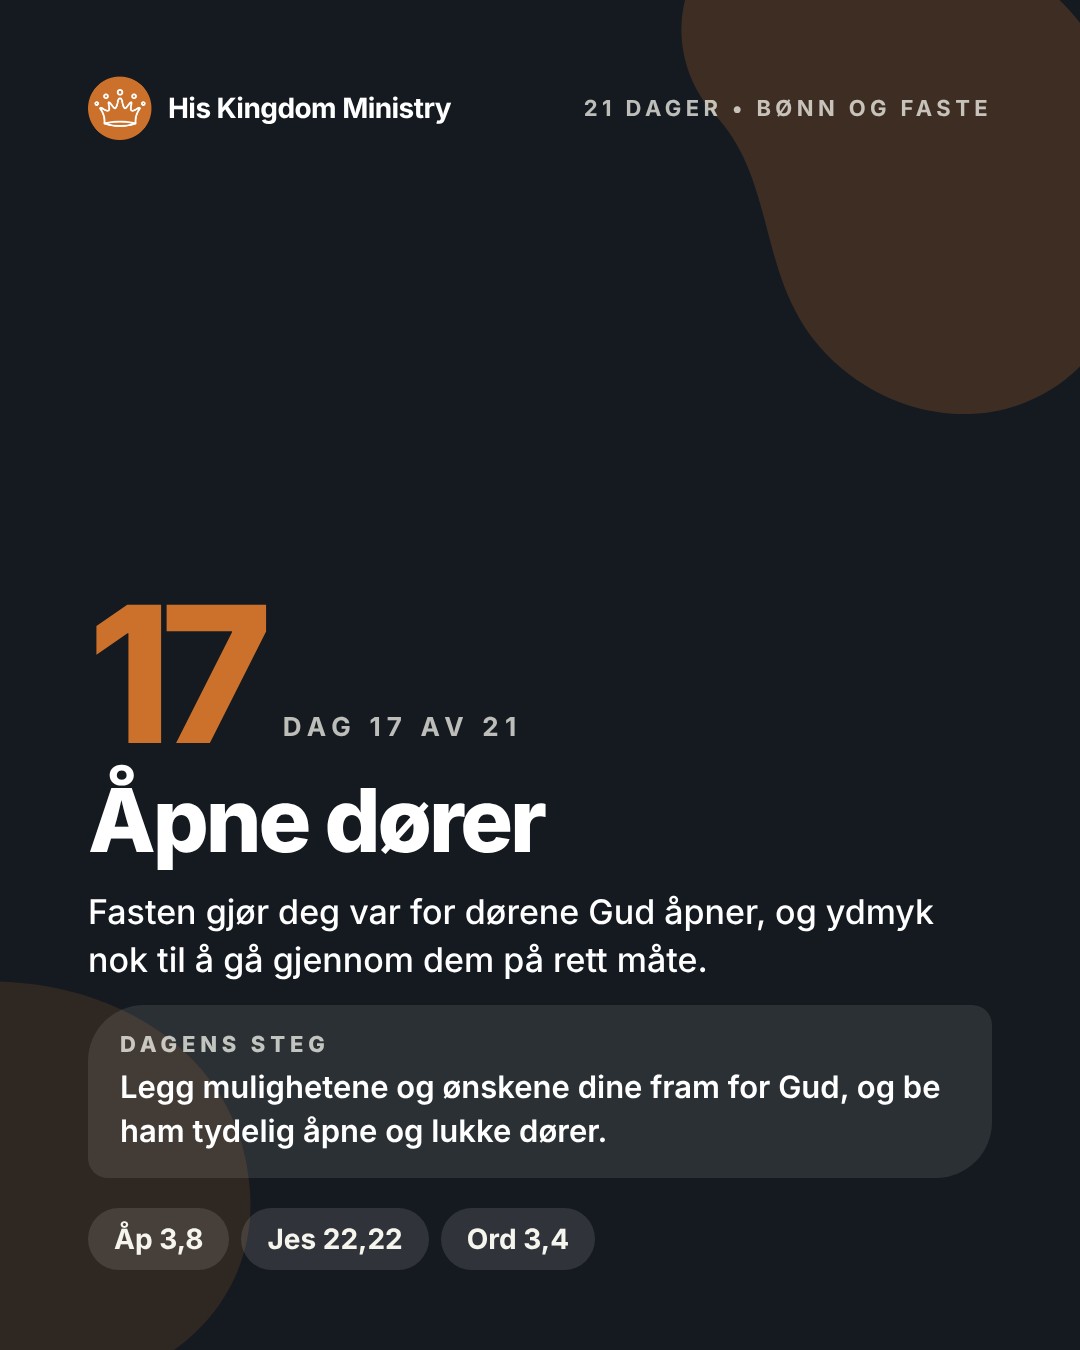 His Kingdom Ministry
21 DAGER • BØNN OG FASTE
17
DAG 17 AV 21
Åpne dører
Fasten gjør deg var for dørene Gud åpner, og ydmyk
nok til å gå gjennom dem på rett måte.
DAGENS STEG
Legg mulighetene og ønskene dine fram for Gud, og be
ham tydelig åpne og lukke dører.
Åp 3,8
Jes 22,22
Ord 3,4